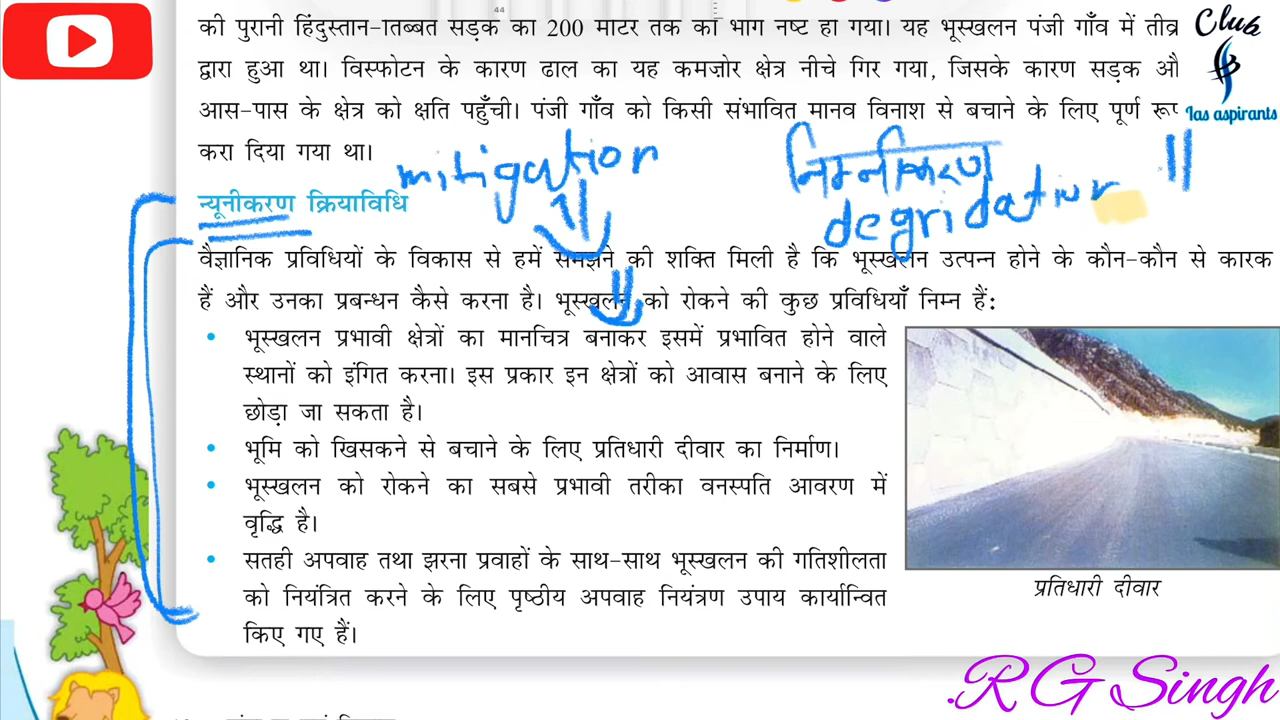 44
की पुरानी हिंदुस्तान-तिब्बत सड़क का 200 मीटर तक का भाग नष्ट हो गया। यह भूस्खलन पंजी गाँव में तीव्र
द्वारा हुआ था। विस्फोटन के कारण ढाल का यह कमज़ोर क्षेत्र नीचे गिर गया, जिसके कारण सड़क औ
आस-पास के क्षेत्र को क्षति पहुँची। पंजी गाँव को किसी संभावित मानव विनाश से बचाने के लिए पूर्ण रूप
करा दिया गया था।
Club
Ias aspirants
mitigation
निम्नीकरण
degridation
न्यूनीकरण क्रियाविधि
वैज्ञानिक प्रविधियों के विकास से हमें समझने की शक्ति मिली है कि भूस्खलन उत्पन्न होने के कौन-कौन से कारक
हैं और उनका प्रबन्धन कैसे करना है। भूस्खलन को रोकने की कुछ प्रविधियाँ निम्न हैं:
• भूस्खलन प्रभावी क्षेत्रों का मानचित्र बनाकर इसमें प्रभावित होने वाले
स्थानों को इंगित करना। इस प्रकार इन क्षेत्रों को आवास बनाने के लिए
छोड़ा जा सकता है।
• भूमि को खिसकने से बचाने के लिए प्रतिधारी दीवार का निर्माण।
• भूस्खलन को रोकने का सबसे प्रभावी तरीका वनस्पति आवरण में
वृद्धि है।
• सतही अपवाह तथा झरना प्रवाहों के साथ-साथ भूस्खलन की गतिशीलता
को नियंत्रित करने के लिए पृष्ठीय अपवाह नियंत्रण उपाय कार्यान्वित
किए गए हैं।
प्रतिधारी दीवार
.RG Singh